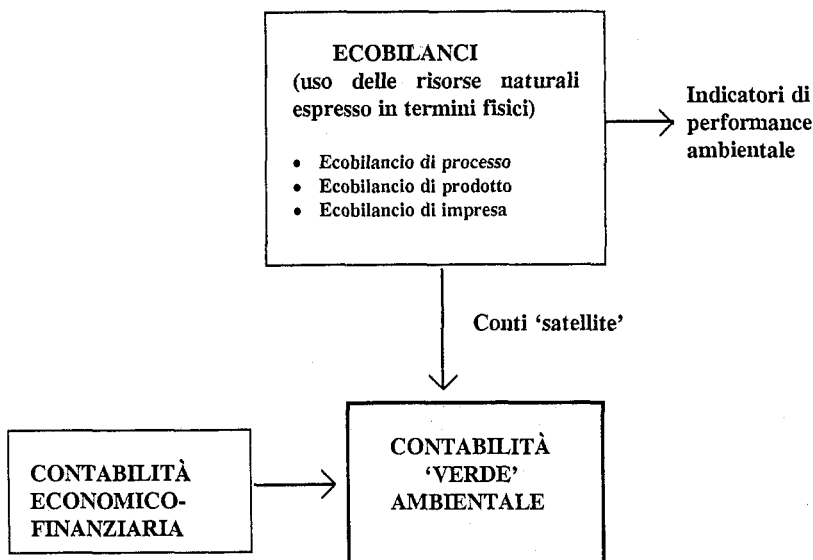 ECOBILANCI
(uso delle risorse naturali
espresso in termini fisici)
• Ecobilancio di processo
• Ecobilancio di prodotto
• Ecobilancio di impresa
Indicatori di
performance
ambientale
Conti ‘satellite’
CONTABILITÀ
ECONOMICO-
FINANZIARIA
CONTABILITÀ
‘VERDE’
AMBIENTALE